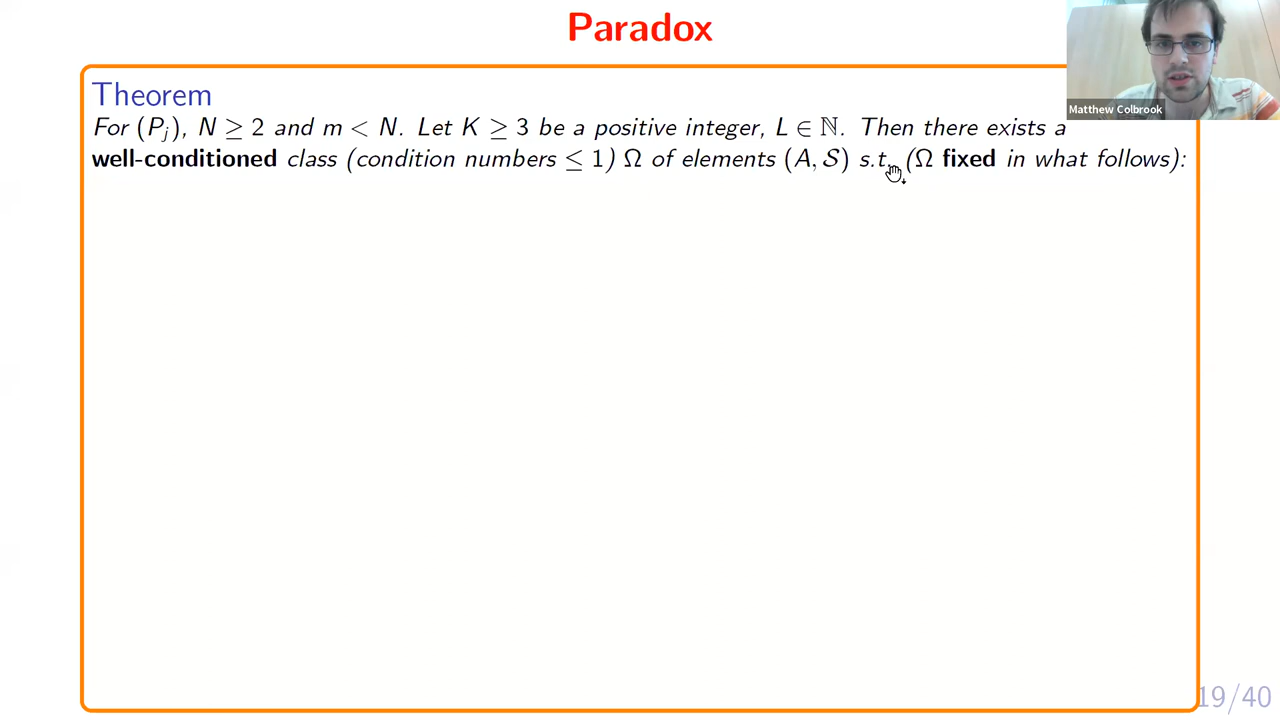 Paradox
Matthew Colbrook
Theorem
For (P_j), N ≥ 2 and m < N. Let K ≥ 3 be a positive integer, L ∈ ℕ. Then there exists a
well-conditioned class (condition numbers ≤ 1) Ω of elements (A, 𝒮) s.t. (Ω fixed in what follows):
19/40